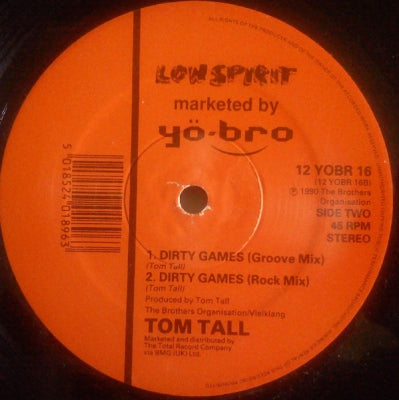 LOW SPIRIT
marketed by
yö-bro
12 YOBR 16
(12 YOBR 16B)
℗ 1990 The Brothers
Organisation
SIDE TWO
45 RPM
STEREO
5 018524 018963
1. DIRTY GAMES (Groove Mix)
(Tom Tall)
2. DIRTY GAMES (Rock Mix)
(Tom Tall)
Produced by Tom Tall
The Brothers Organisation/Vielklang
TOM TALL
Marketed and distributed by
The Total Record Company
via BMG (UK) Ltd.